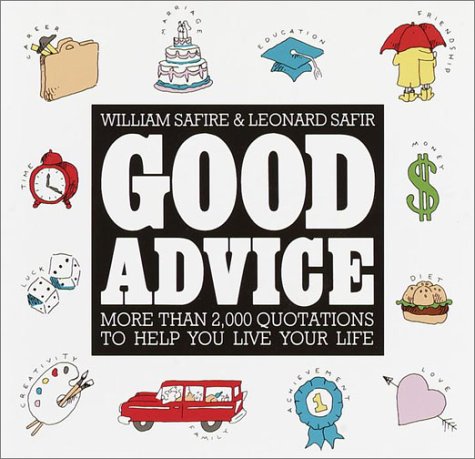 CAREER
MARRIAGE
EDUCATION
FRIENDSHIP
WILLIAM SAFIRE & LEONARD SAFIR
GOOD
ADVICE
MORE THAN 2,000 QUOTATIONS
TO HELP YOU LIVE YOUR LIFE
TIME
MONEY
$
LUCK
DIET
CREATIVITY
FAMILY
ACHIEVEMENT
1
LOVE